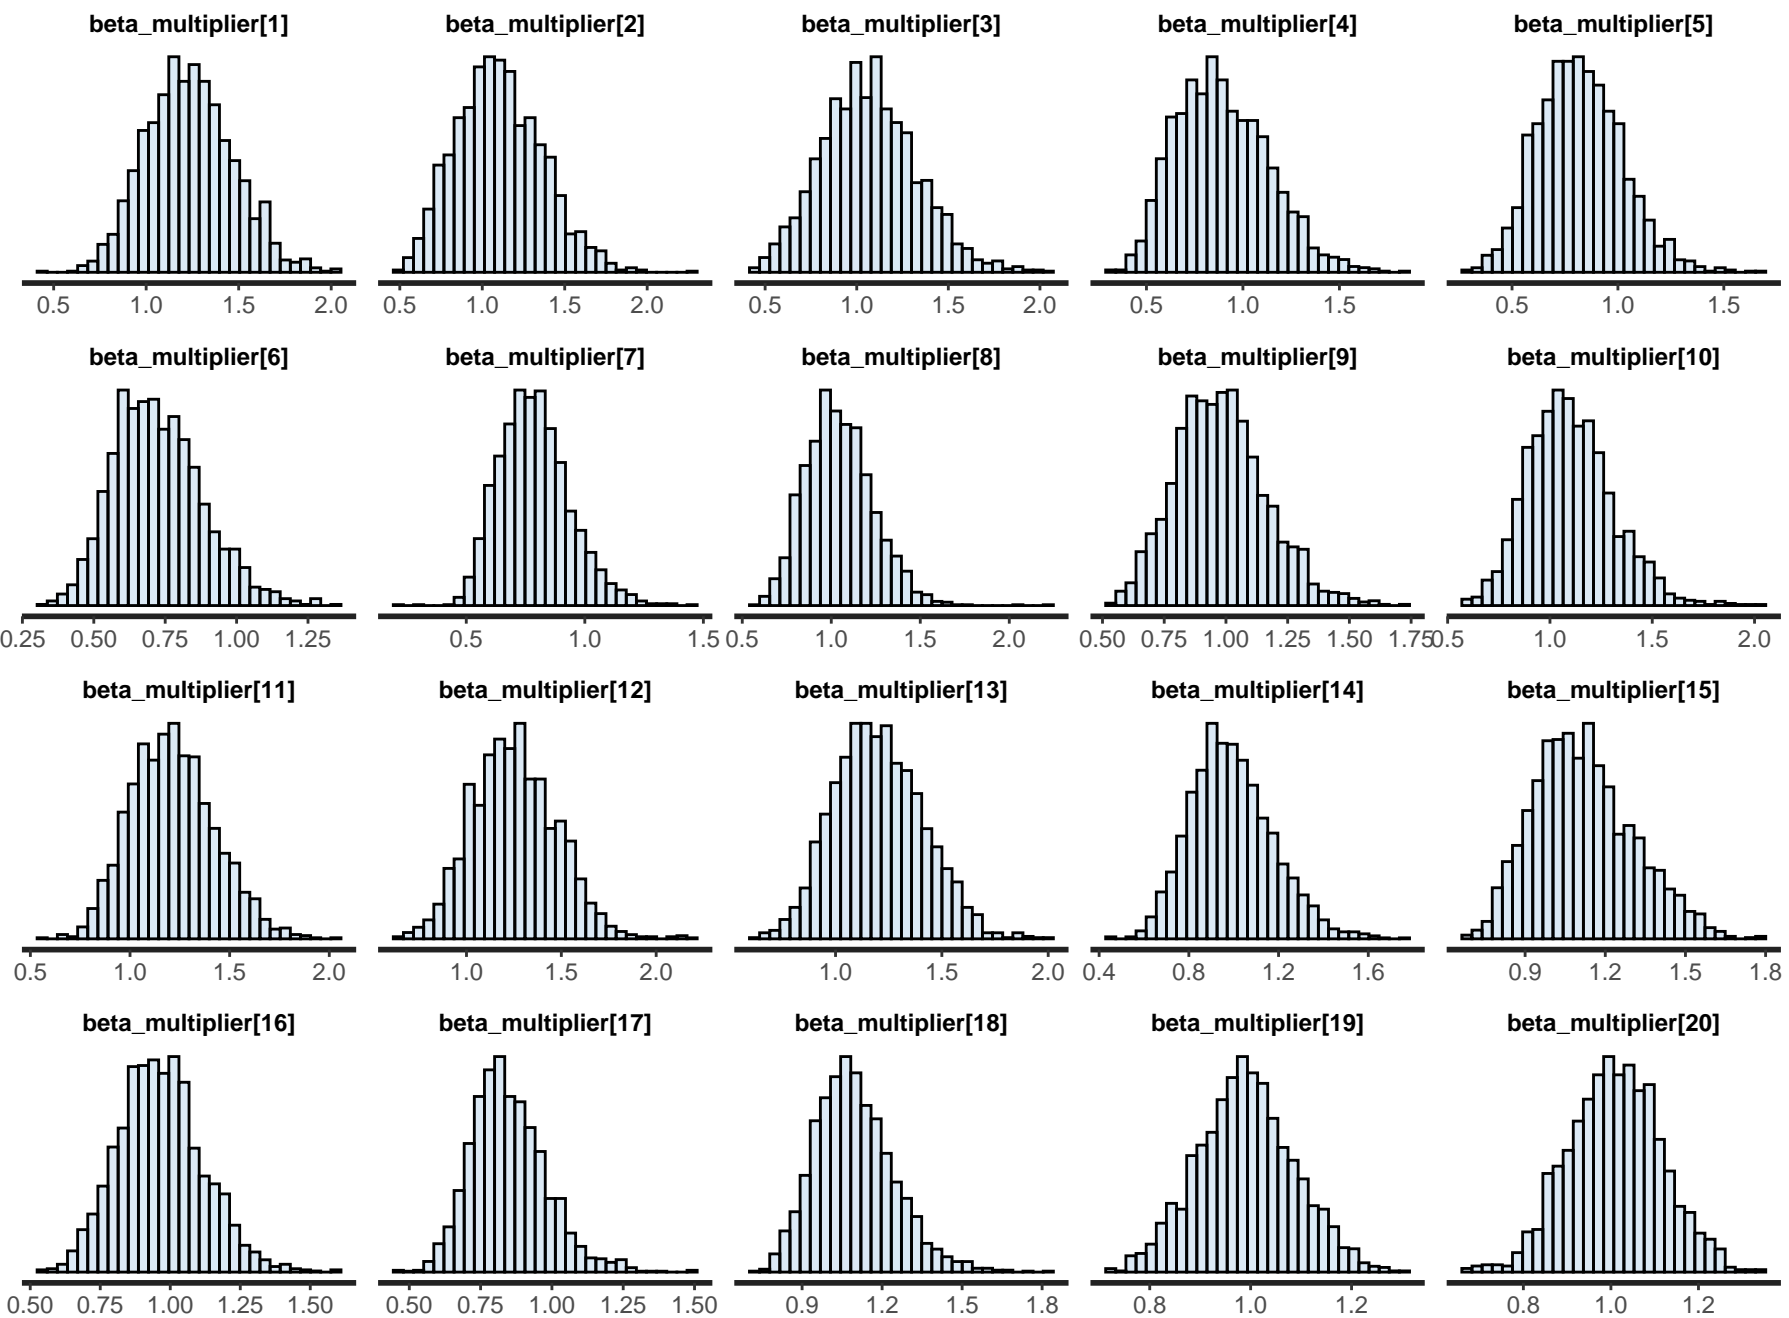 beta_multiplier[1] beta_multiplier[2] beta_multiplier[3] beta_multiplier[4] beta_multiplier[5]
0.5 1.0 1.5 2.0 0.5 1.0 1.5 2.0 0.5 1.0 1.5 2.0 0.5 1.0 1.5 0.5 1.0 1.5
beta_multiplier[6] beta_multiplier[7] beta_multiplier[8] beta_multiplier[9] beta_multiplier[10]
0.25 0.50 0.75 1.00 1.25 0.5 1.0 1.5 0.5 1.0 1.5 2.0 0.50 0.75 1.00 1.25 1.50 1.75 0.5 1.0 1.5 2.0
beta_multiplier[11] beta_multiplier[12] beta_multiplier[13] beta_multiplier[14] beta_multiplier[15]
0.5 1.0 1.5 2.0 1.0 1.5 2.0 1.0 1.5 2.0 0.4 0.8 1.2 1.6 0.9 1.2 1.5 1.8
beta_multiplier[16] beta_multiplier[17] beta_multiplier[18] beta_multiplier[19] beta_multiplier[20]
0.50 0.75 1.00 1.25 1.50 0.50 0.75 1.00 1.25 1.50 0.9 1.2 1.5 1.8 0.8 1.0 1.2 0.8 1.0 1.2